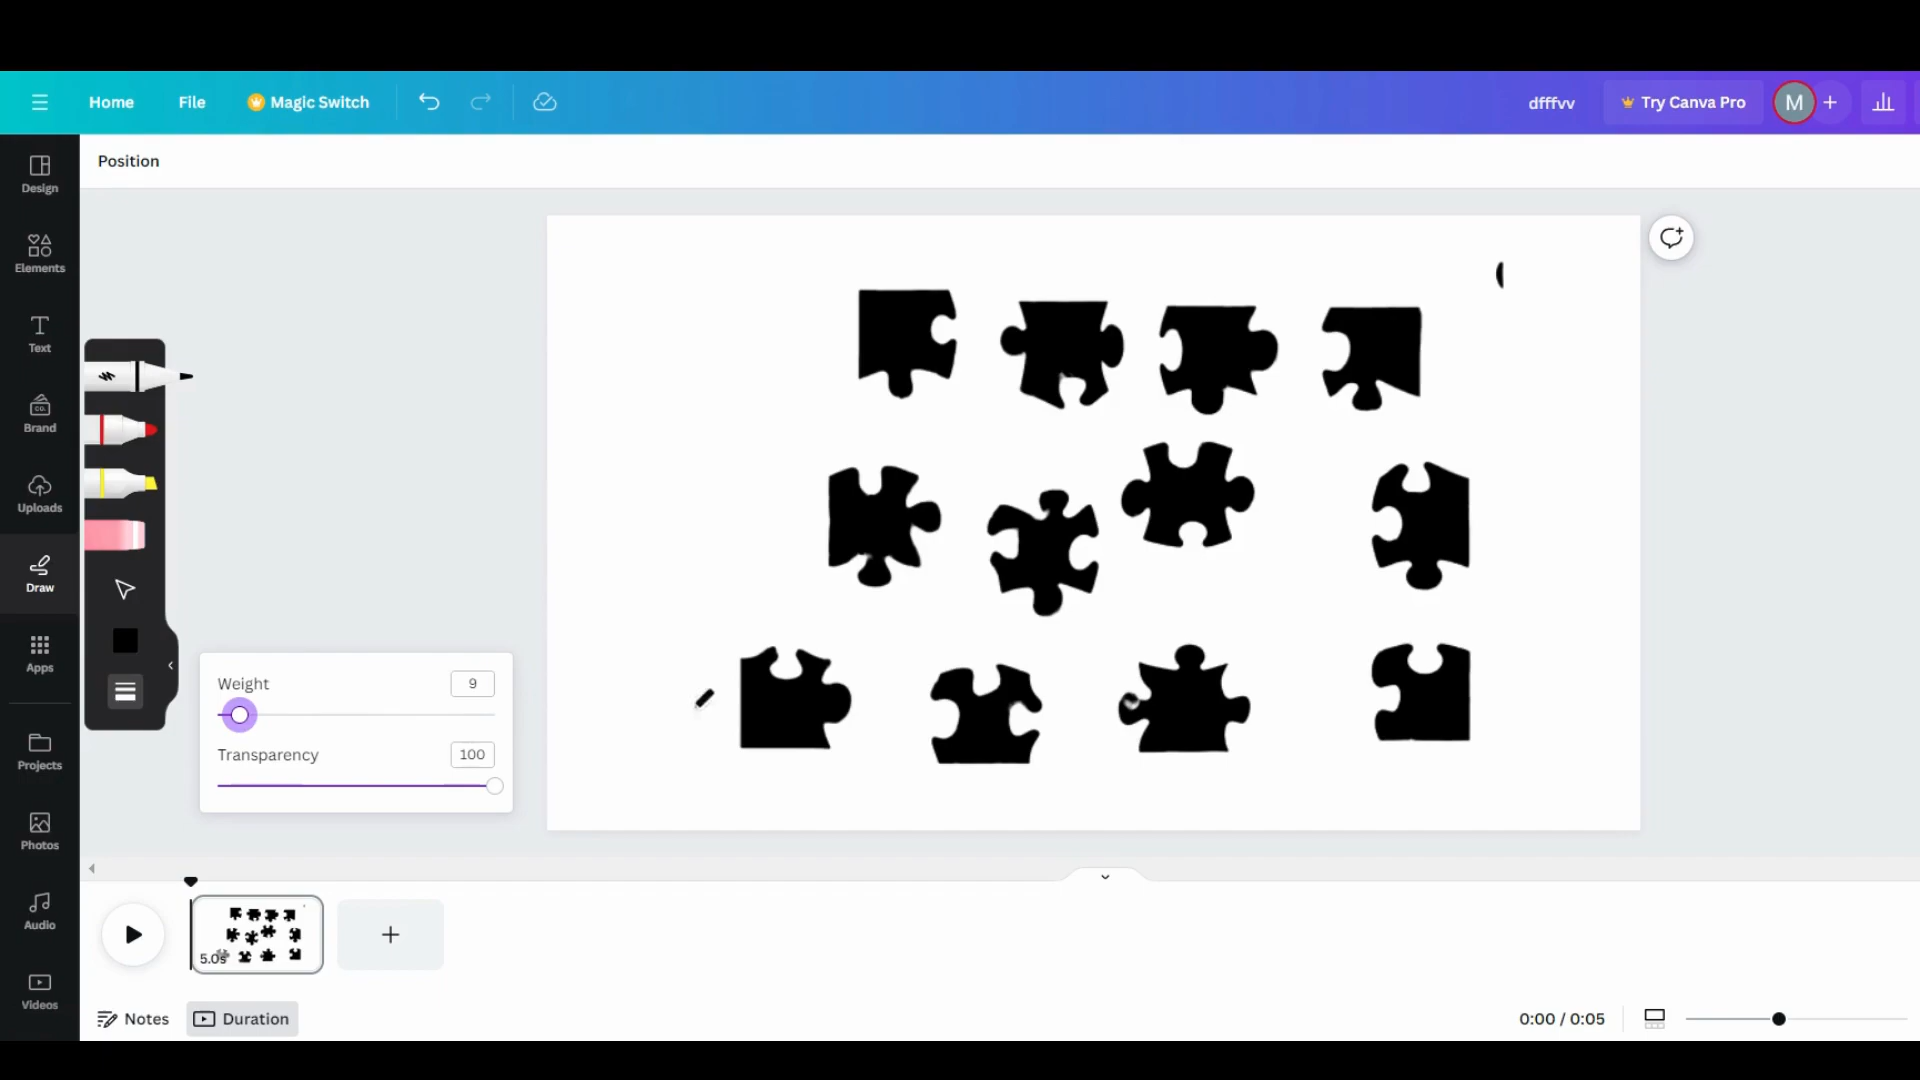 Home File Magic Switch dfffvv Try Canva Pro M +
Position
Design
Elements
Text
CO.
Brand
Uploads
Draw
Apps
Projects
Photos
Audio
Videos
Weight 9
Transparency 100
5.0s
Notes Duration 0:00 / 0:05